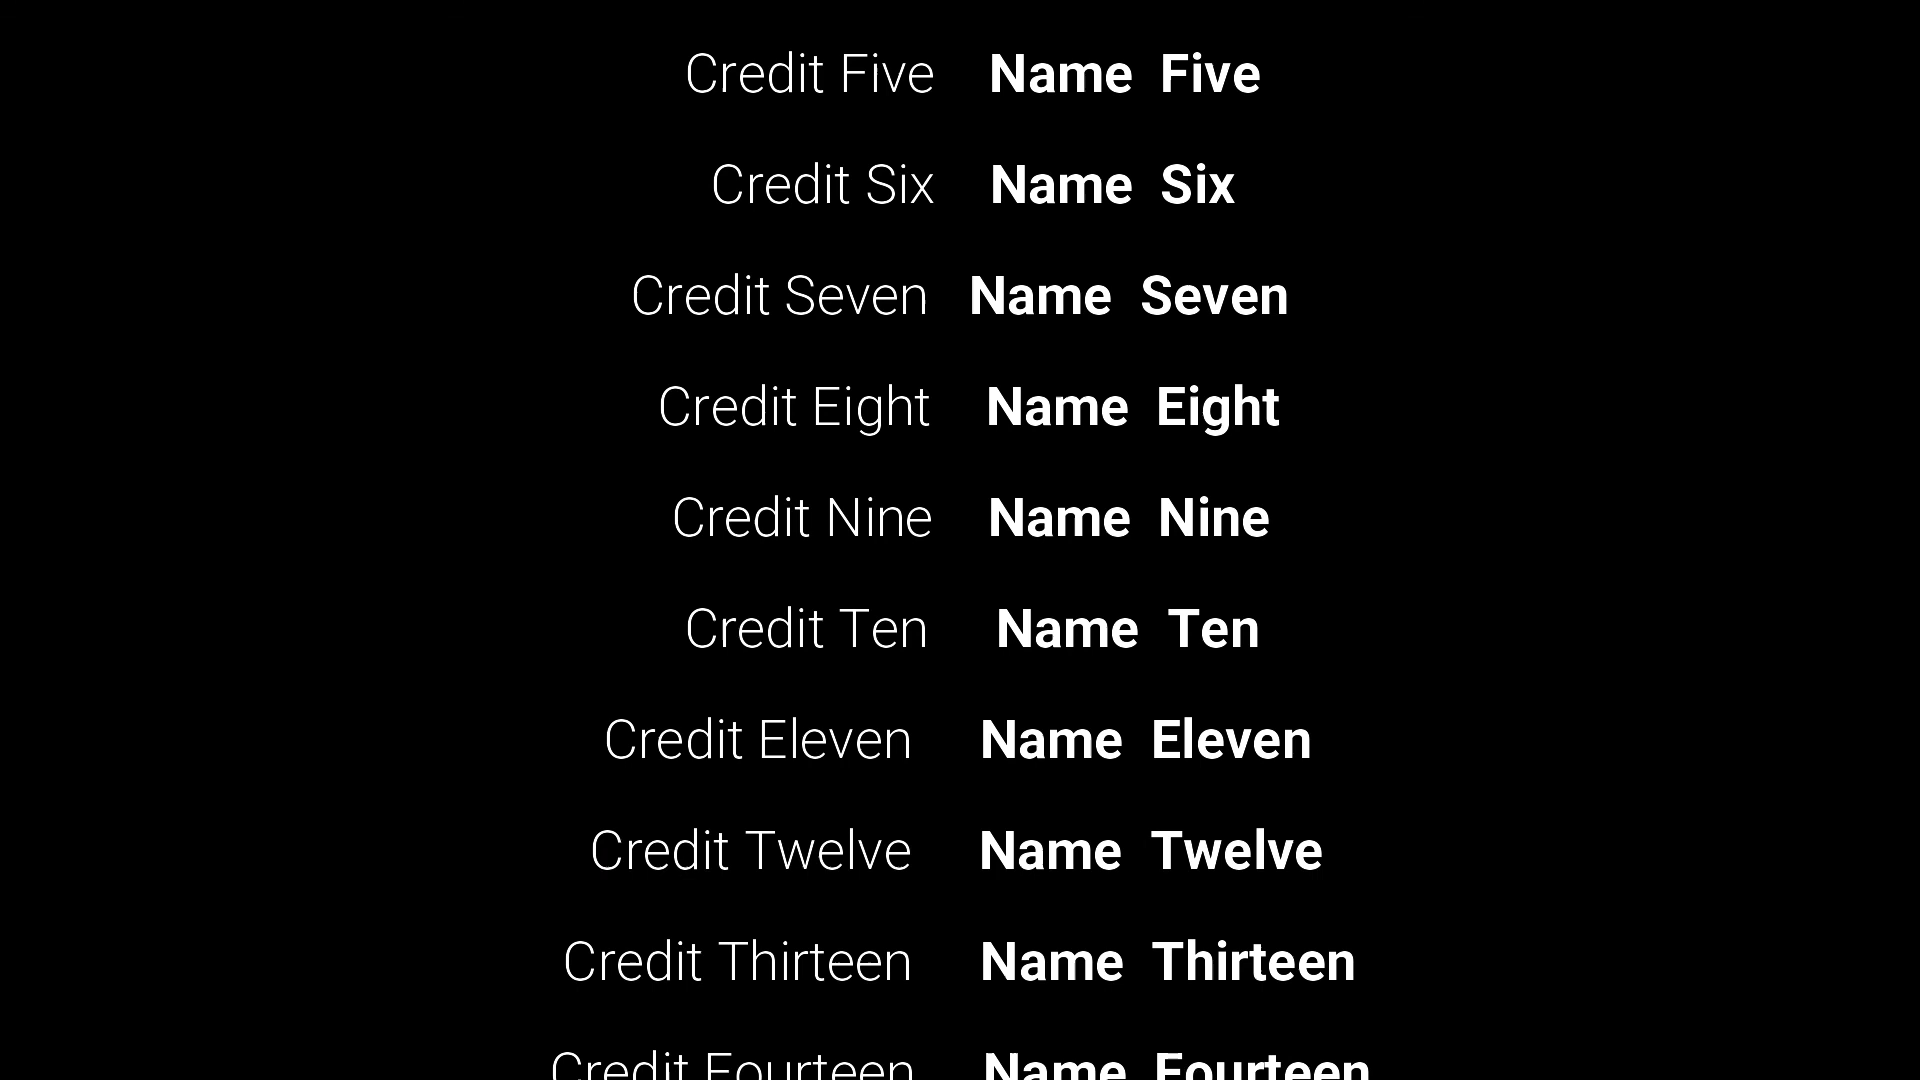 Credit Five Name Five
Credit Six Name Six
Credit Seven Name Seven
Credit Eight Name Eight
Credit Nine Name Nine
Credit Ten Name Ten
Credit Eleven Name Eleven
Credit Twelve Name Twelve
Credit Thirteen Name Thirteen
Credit Fourteen Name Fourteen